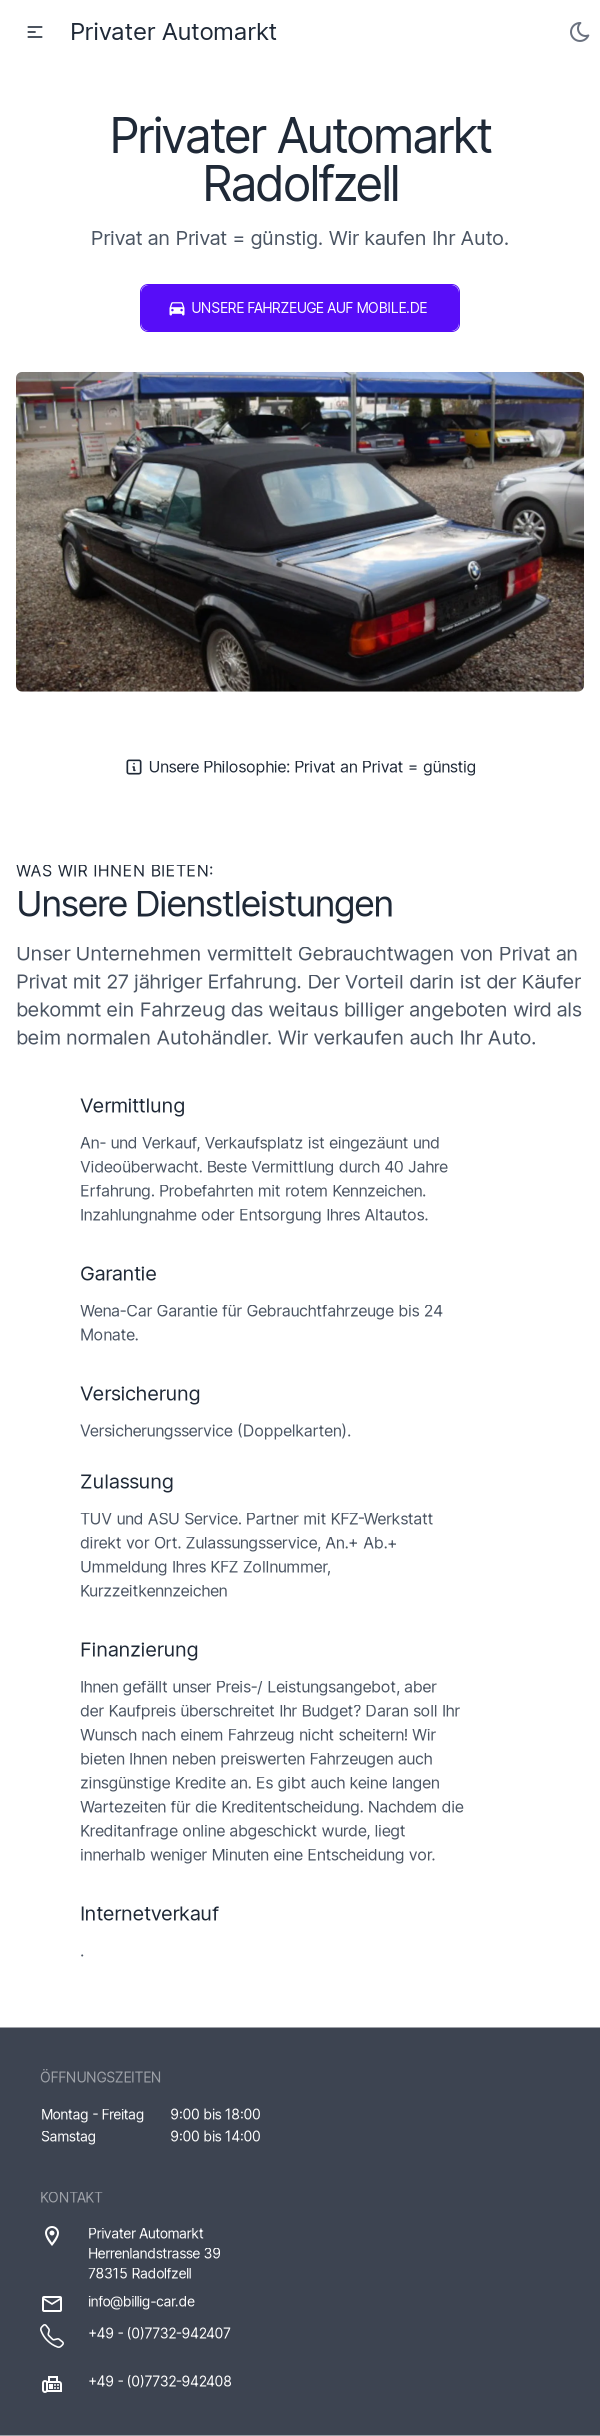 Privater Automarkt
Privater Automarkt
Radolfzell
Privat an Privat = günstig. Wir kaufen Ihr Auto.
UNSERE FAHRZEUGE AUF MOBILE.DE
Unsere Philosophie: Privat an Privat = günstig
WAS WIR IHNEN BIETEN:
Unsere Dienstleistungen
Unser Unternehmen vermittelt Gebrauchtwagen von Privat an
Privat mit 27 jähriger Erfahrung. Der Vorteil darin ist der Käufer
bekommt ein Fahrzeug das weitaus billiger angeboten wird als
beim normalen Autohändler. Wir verkaufen auch Ihr Auto.
Vermittlung
An- und Verkauf, Verkaufsplatz ist eingezäunt und
Videoüberwacht. Beste Vermittlung durch 40 Jahre
Erfahrung. Probefahrten mit rotem Kennzeichen.
Inzahlungnahme oder Entsorgung Ihres Altautos.
Garantie
Wena-Car Garantie für Gebrauchtfahrzeuge bis 24
Monate.
Versicherung
Versicherungsservice (Doppelkarten).
Zulassung
TUV und ASU Service. Partner mit KFZ-Werkstatt
direkt vor Ort. Zulassungsservice, An.+ Ab.+
Ummeldung Ihres KFZ Zollnummer,
Kurzzeitkennzeichen
Finanzierung
Ihnen gefällt unser Preis-/ Leistungsangebot, aber
der Kaufpreis überschreitet Ihr Budget? Daran soll Ihr
Wunsch nach einem Fahrzeug nicht scheitern! Wir
bieten Ihnen neben preiswerten Fahrzeugen auch
zinsgünstige Kredite an. Es gibt auch keine langen
Wartezeiten für die Kreditentscheidung. Nachdem die
Kreditanfrage online abgeschickt wurde, liegt
innerhalb weniger Minuten eine Entscheidung vor.
Internetverkauf
.
ÖFFNUNGSZEITEN
Montag - Freitag 9:00 bis 18:00
Samstag 9:00 bis 14:00
KONTAKT
Privater Automarkt
Herrenlandstrasse 39
78315 Radolfzell
info@billig-car.de
+49 - (0)7732-942407
+49 - (0)7732-942408